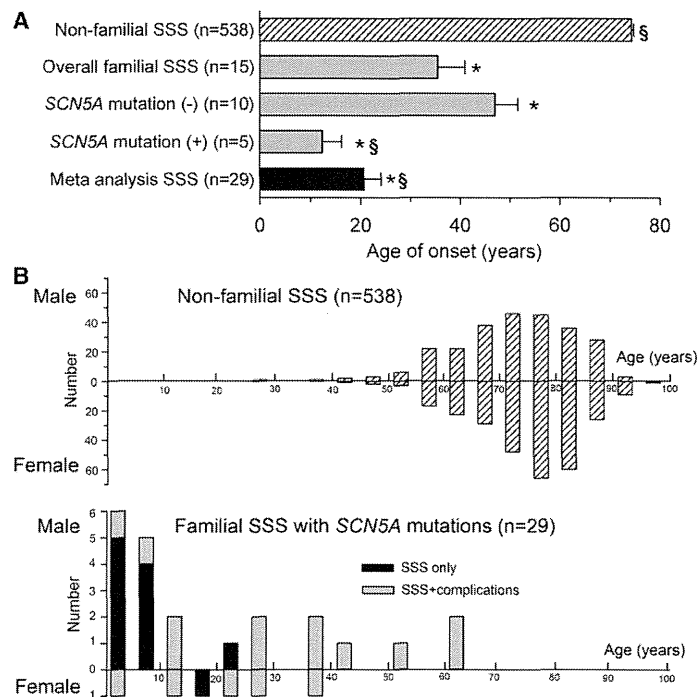 A
Non-familial SSS (n=538)
§
Overall familial SSS (n=15)
*
SCN5A mutation (-) (n=10)
*
SCN5A mutation (+) (n=5)
*§
Meta analysis SSS (n=29)
*§
0 20 40 60 80
Age of onset (years)
B
Male
Non-familial SSS (n=538)
60
40
20
0
20
40
60
Number
Age (years)
10 20 30 40 50 60 70 80 90 100
Female
Male
Familial SSS with SCN5A mutations (n=29)
6
5
4
3
2
1
0
1
Number
SSS only
SSS+complications
Age (years)
10 20 30 40 50 60 70 80 90 100
Female